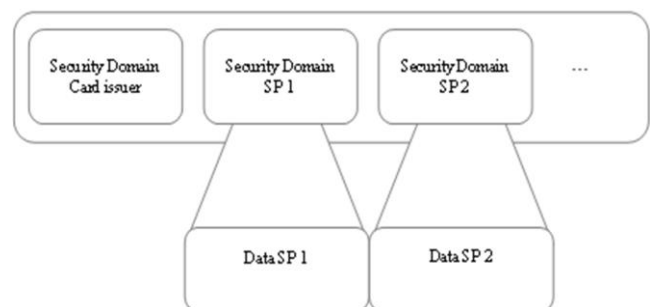 Security Domain
Card issuer
Security Domain
SP 1
Security Domain
SP 2
...
Data SP 1
Data SP 2